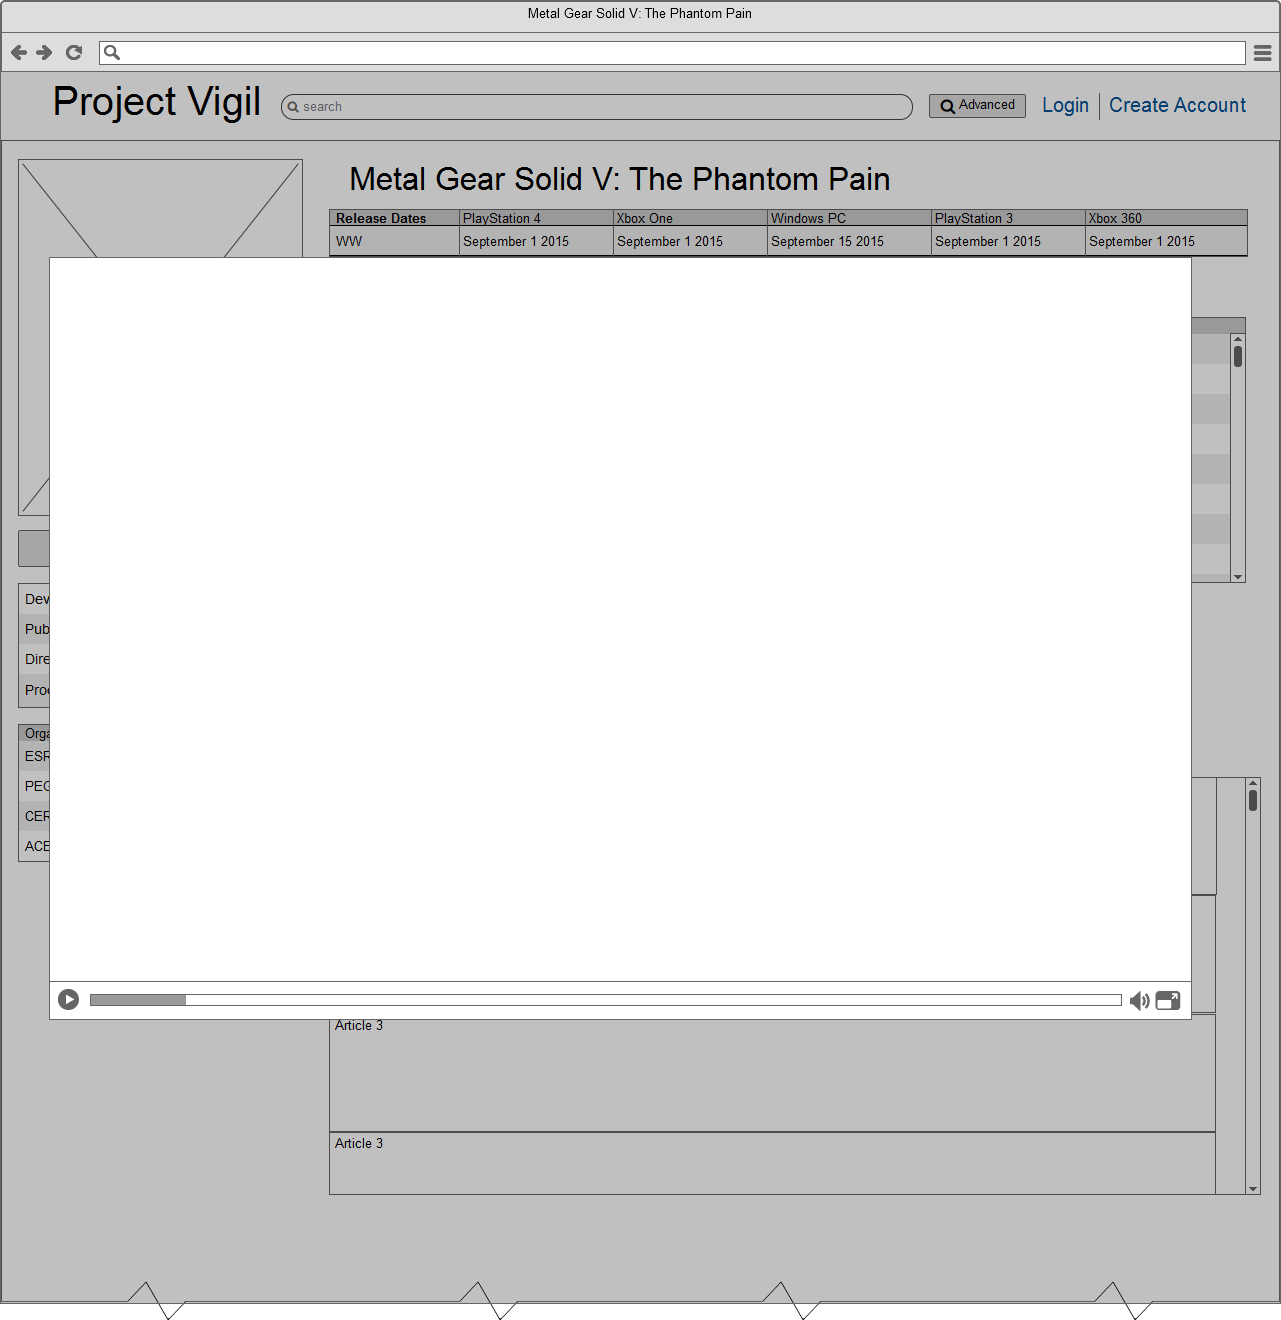 Metal Gear Solid V: The Phantom Pain
Project Vigil
search
Advanced
Login
Create Account
Metal Gear Solid V: The Phantom Pain
Release Dates PlayStation 4 Xbox One Windows PC PlayStation 3 Xbox 360
WW September 1 2015 September 1 2015 September 15 2015 September 1 2015 September 1 2015
Dev
Pub
Dire
Orga
ESR
PEG
CER
ACE
Article 3
Article 3